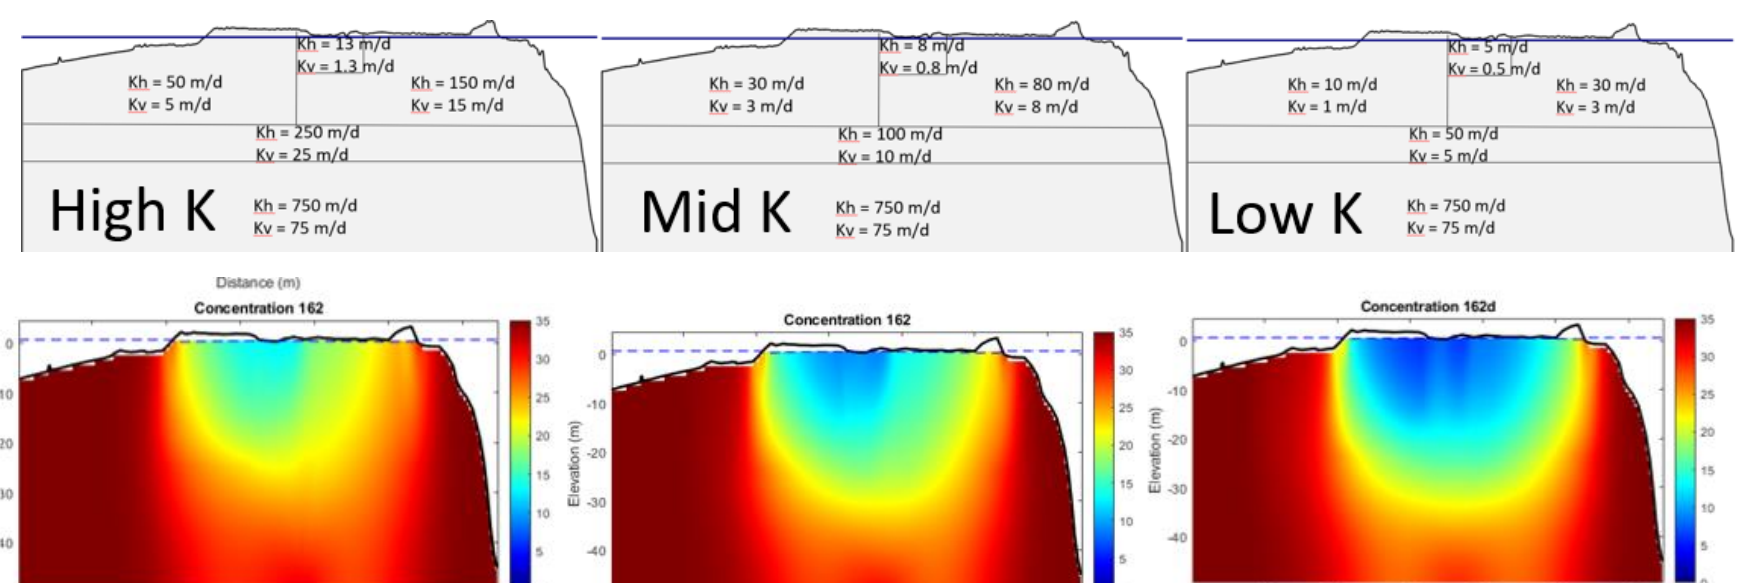 Kh = 13 m/d
Kv = 1.3 m/d
Kh = 50 m/d
Kv = 5 m/d
Kh = 150 m/d
Kv = 15 m/d
Kh = 250 m/d
Kv = 25 m/d
High K
Kh = 750 m/d
Kv = 75 m/d
Kh = 8 m/d
Kv = 0.8 m/d
Kh = 30 m/d
Kv = 3 m/d
Kh = 80 m/d
Kv = 8 m/d
Kh = 100 m/d
Kv = 10 m/d
Mid K
Kh = 750 m/d
Kv = 75 m/d
Kh = 5 m/d
Kv = 0.5 m/d
Kh = 10 m/d
Kv = 1 m/d
Kh = 30 m/d
Kv = 3 m/d
Kh = 50 m/d
Kv = 5 m/d
Low K
Kh = 750 m/d
Kv = 75 m/d
Distance (m)
Concentration 162
0
10
20
30
40
35
30
25
20
15
10
5
Concentration 162
Elevation (m)
0
-10
-20
-30
-40
35
30
25
20
15
10
5
Concentration 162d
Elevation (m)
0
-10
-20
-30
-40
35
30
25
20
15
10
5